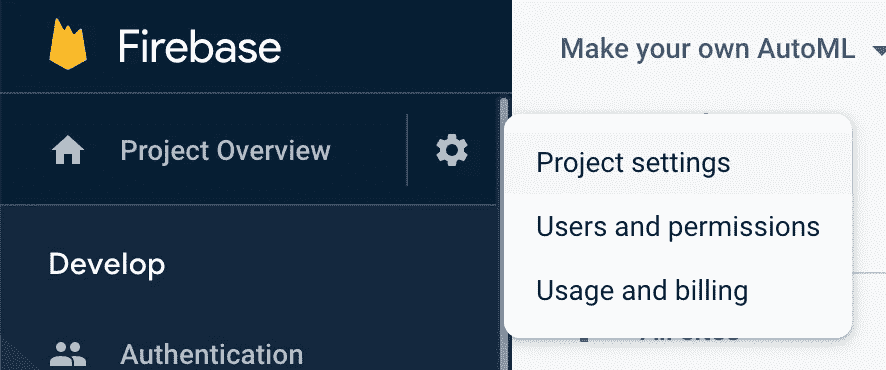 Firebase
Make your own AutoML
Project Overview
Project settings
Users and permissions
Develop
Usage and billing
Authentication